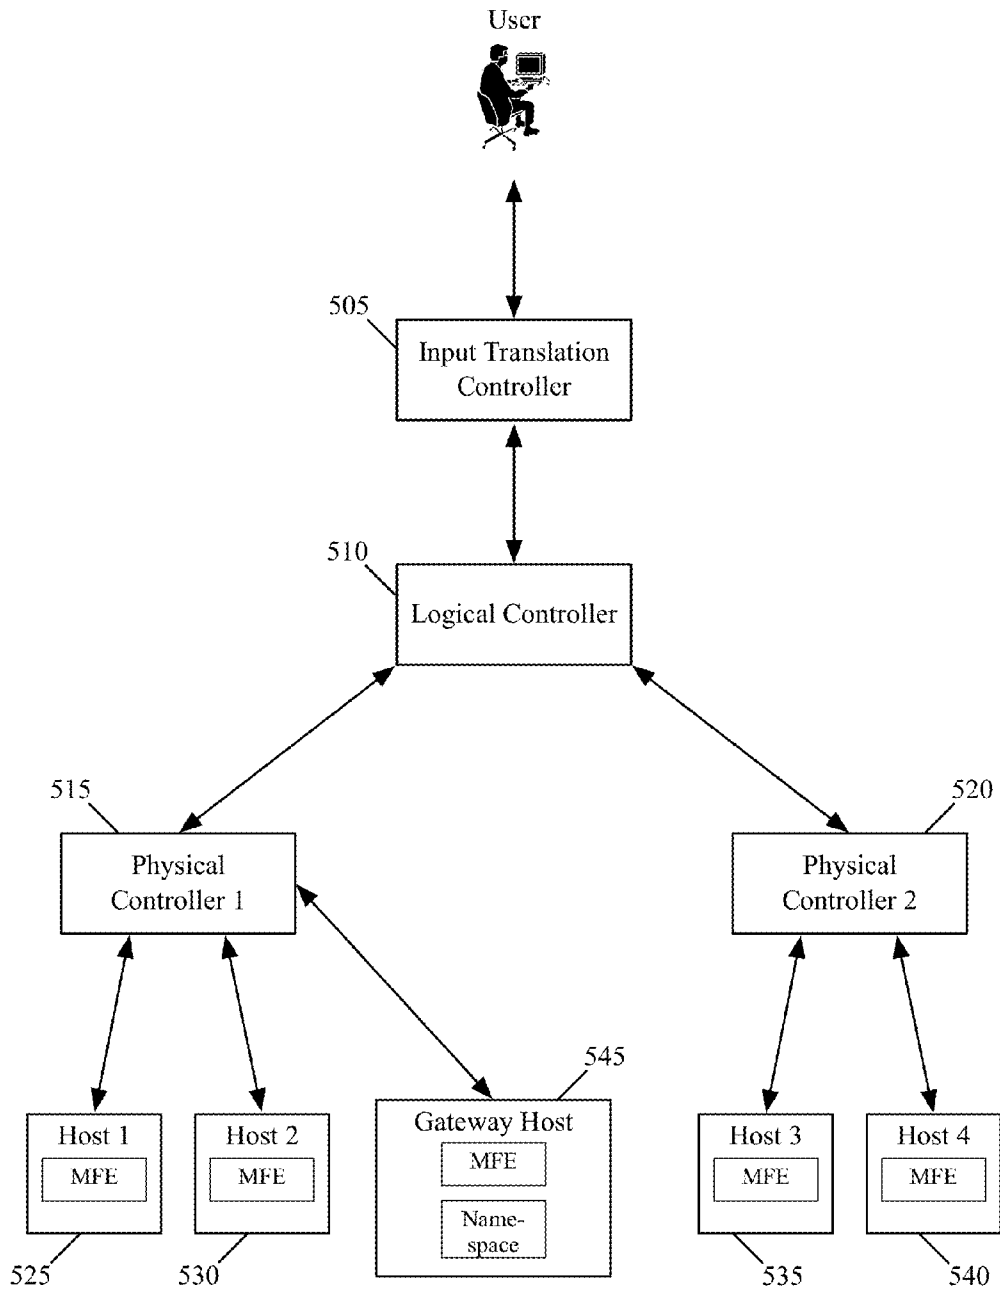 User
505
Input Translation
Controller
510
Logical Controller
515
Physical
Controller 1
520
Physical
Controller 2
545
Host 1
MFE
Host 2
MFE
Gateway Host
MFE
Name-
space
Host 3
MFE
Host 4
MFE
525
530
535
540